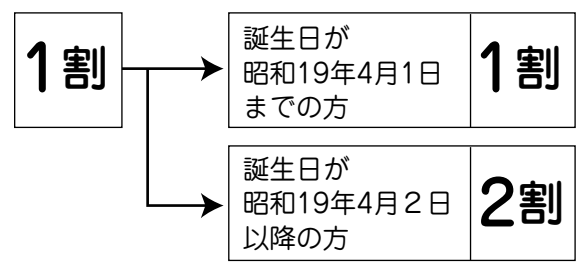 1割
誕生日が
昭和19年4月1日
までの方
1割
誕生日が
昭和19年4月２日
以降の方
2割